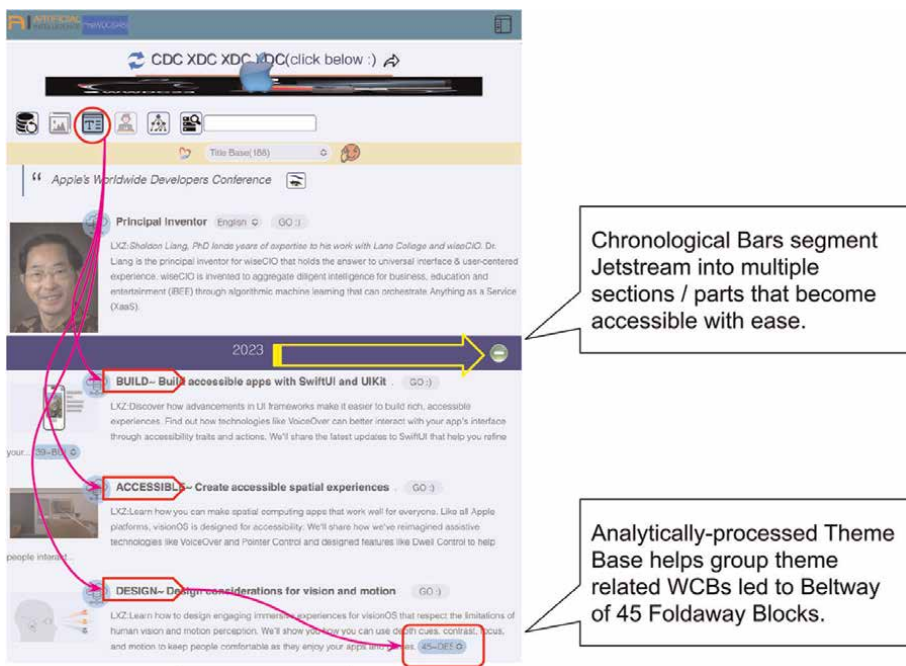 ARTIFICIAL
INTELLIGENCE
CDC XDC XDC XDC(click below :)
WWDC23
Title Base(188)
“ Apple's Worldwide Developers Conference
Principal Inventor English GO :)
LXZ:Sheldon Liang, PhD lands years of expertise to his work with Lane College and wiseCIO. Dr.
Liang is the principal inventor for wiseCIO that holds the answer to universal interface & user-centered
experience. wiseCIO is invented to aggregate diligent intelligence for business, education and
entertainment (iBEE) through algorithmic machine learning that can orchestrate Anything as a Service
(XaaS).
2023
BUILD~ Build accessible apps with SwiftUI and UIKit . GO :)
LXZ:Discover how advancements in UI frameworks make it easier to build rich, accessible
experiences. Find out how technologies like VoiceOver can better interact with your app's interface
through accessibility traits and actions. We'll share the latest updates to SwiftUI that help you refine
your...
ACCESSIBLE~ Create accessible spatial experiences . GO :)
LXZ:Learn how you can make spatial computing apps that work well for everyone. Like all Apple
platforms, visionOS is designed for accessibility. We'll share how we've reimagined assistive
technologies like VoiceOver and Pointer Control and designed features like Dwell Control to help
people interact...
DESIGN~ Design considerations for vision and motion GO :)
LXZ:Learn how to design engaging immersive experiences for visionOS that respect the limitations of
human vision and motion perception. We'll show you how you can use depth cues, contrast, focus,
and motion to keep people comfortable as they enjoy your apps and games. 45~DES
Chronological Bars segment
Jetstream into multiple
sections / parts that become
accessible with ease.
Analytically-processed Theme
Base helps group theme
related WCBs led to Beltway
of 45 Foldaway Blocks.